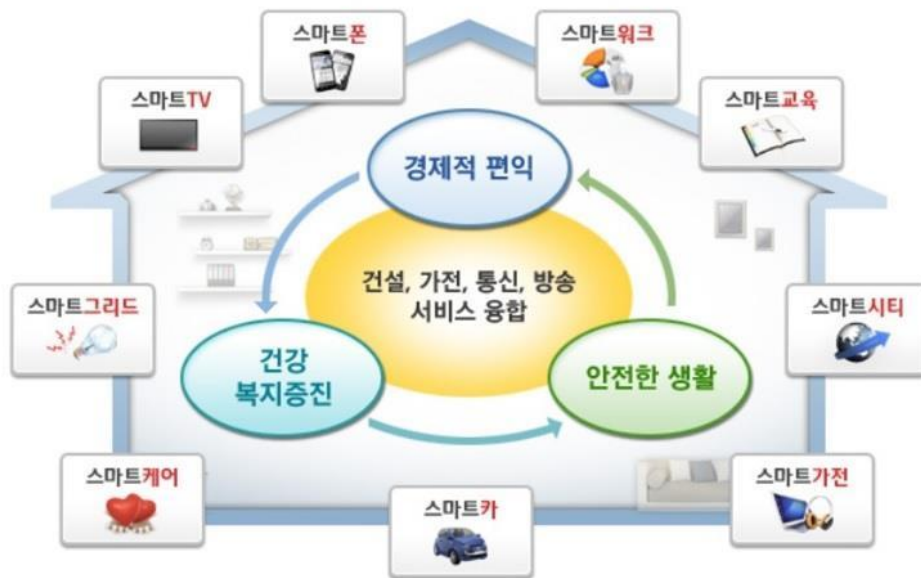 스마트폰
스마트워크
스마트TV
스마트교육
경제적 편익
건설, 가전, 통신, 방송
서비스 융합
스마트그리드
스마트시티
건강
복지증진
안전한 생활
스마트케어
스마트카
스마트가전